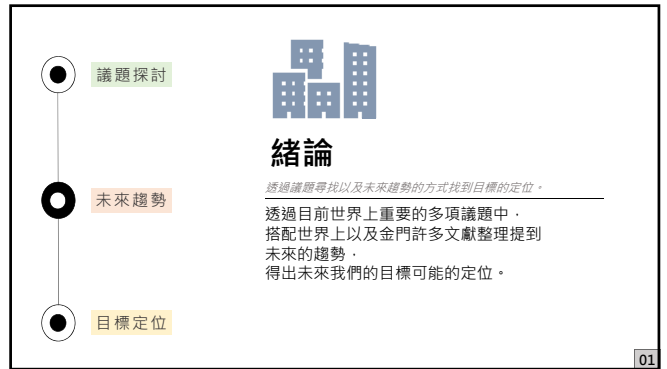 議題探討
未來趨勢
目標定位
緒論
透過議題尋找以及未來趨勢的方式找到目標的定位。
透過目前世界上重要的多項議題中，
搭配世界上以及金門許多文獻整理提到
未來的趨勢，
得出未來我們的目標可能的定位。
01